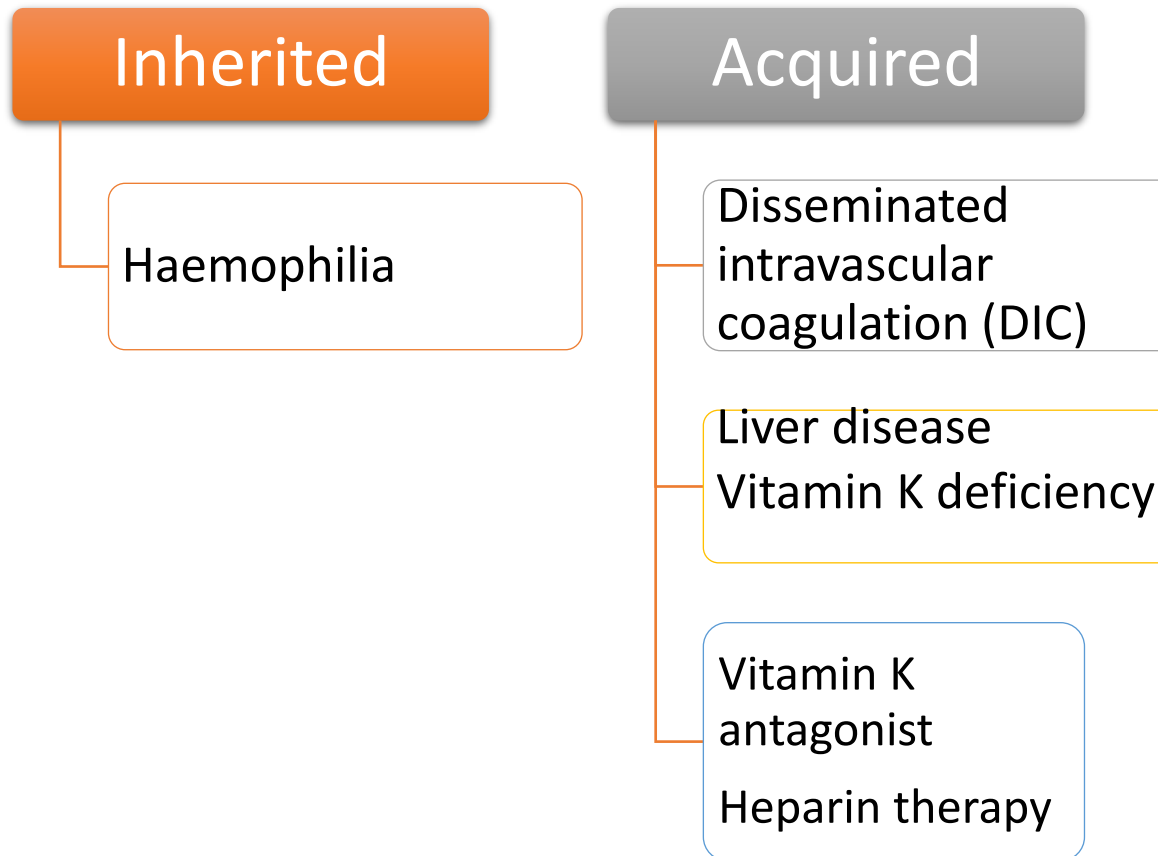 Inherited
Haemophilia
Acquired
Disseminated
intravascular
coagulation (DIC)
Liver disease
Vitamin K deficiency
Vitamin K
antagonist
Heparin therapy